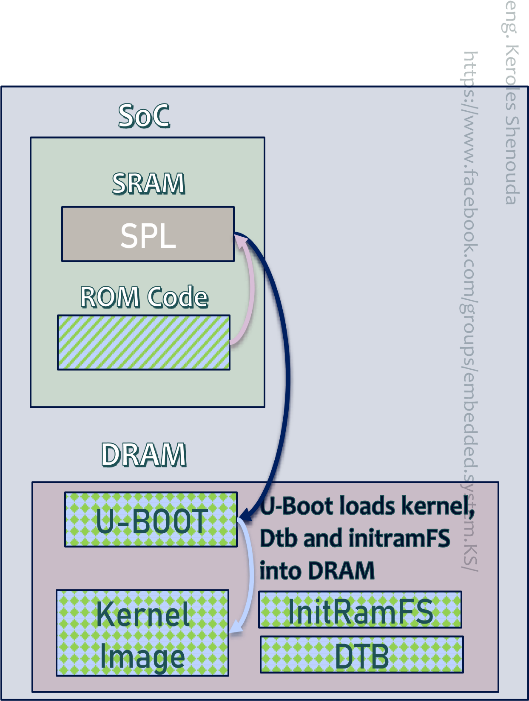 eng. Keroles Shenouda
https://www.facebook.com/groups/embedded.system.KS/
SoC
SRAM
SPL
ROM Code
DRAM
U-BOOT
U-Boot loads kernel,
Dtb and initramFS
into DRAM
Kernel
Image
InitRamFS
DTB